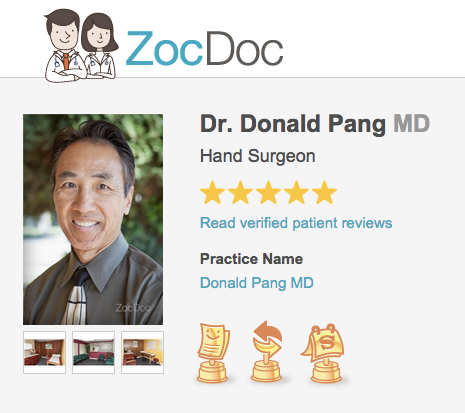 ZocDoc
Dr. Donald Pang MD
Hand Surgeon
Read verified patient reviews
Practice Name
Donald Pang MD
ZocDoc
S